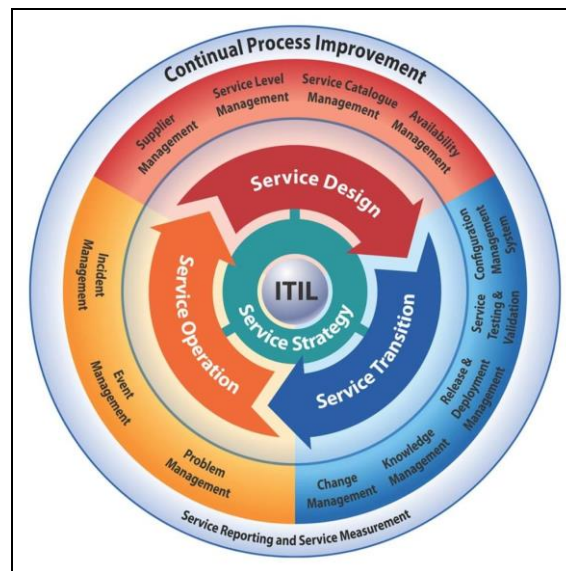 Continual Process Improvement
Supplier
Management
Service Level
Management
Service Catalogue
Management
Availability
Management
Configuration
Management
System
Service
Testing &
Validation
Release &
Deployment
Management
Knowledge
Management
Change
Management
Problem
Management
Event
Management
Incident
Management
Service Design
Service Transition
Service Operation
ITIL
Service Strategy
Service Reporting and Service Measurement